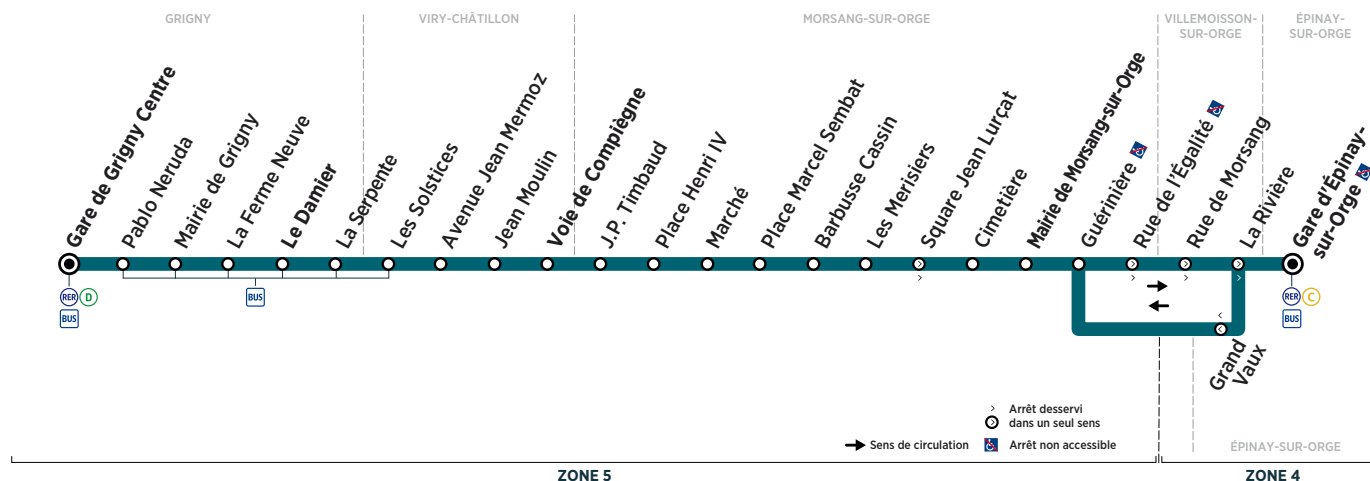 GRIGNY
VIRY-CHÂTILLON
MORSANG-SUR-ORGE
VILLEMOISSON-
SUR-ORGE
ÉPINAY-
SUR-ORGE
Gare de Grigny Centre
Pablo Neruda
Mairie de Grigny
La Ferme Neuve
Le Damier
La Serpente
Les Solstices
Avenue Jean Mermoz
Jean Moulin
Voie de Compiègne
J.P. Timbaud
Place Henri IV
Marché
Place Marcel Sembat
Barbusse Cassin
Les Merisiers
Square Jean Lurçat
Cimetière
Mairie de Morsang-sur-Orge
Guérinière
Rue de l'Égalité
Rue de Morsang
La Rivière
Gare d'Épinay-
sur-Orge
RER D
BUS
BUS
RER C
BUS
Grand
Vaux
Arrêt desservi
dans un seul sens
Sens de circulation
Arrêt non accessible
ÉPINAY-SUR-ORGE
ZONE 5
ZONE 4